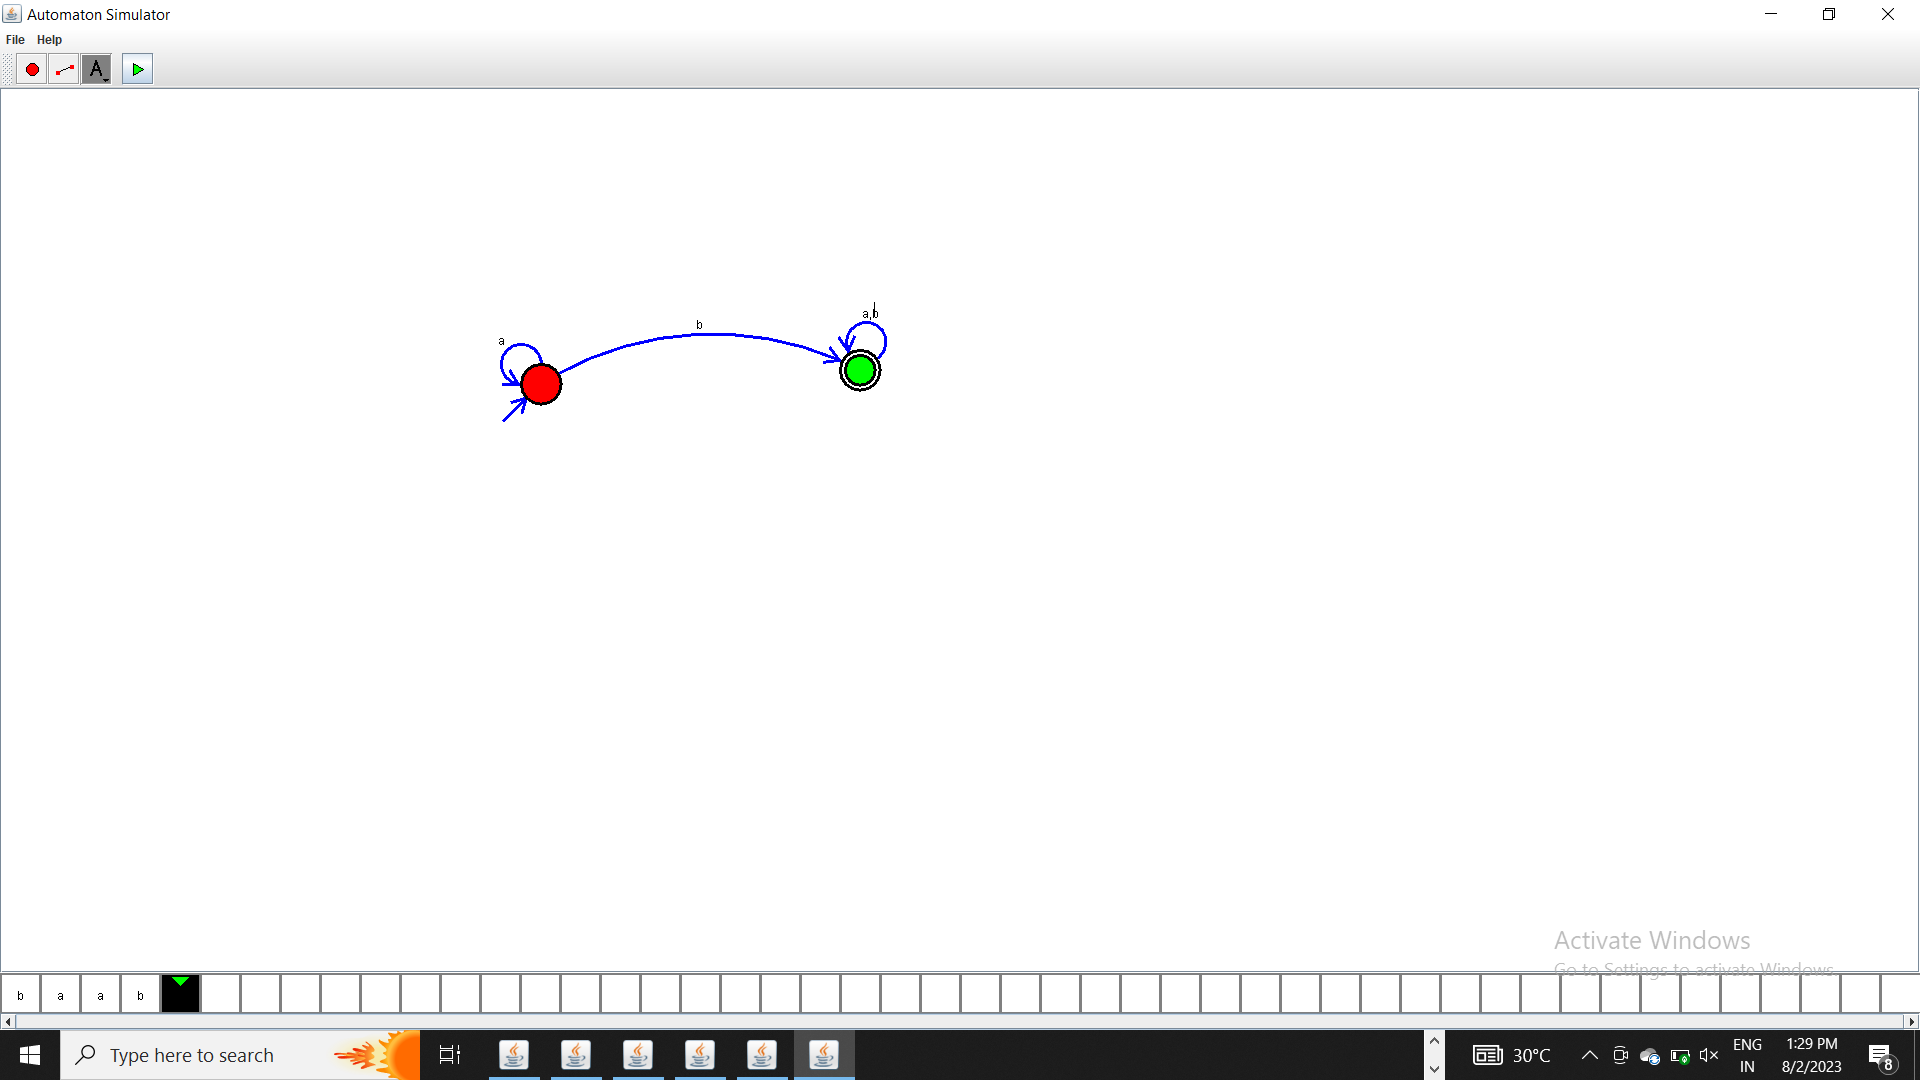 Automaton Simulator
File Help
A
a,b
b
a
Activate Windows
Go to Settings to activate Windows.
b a a b
Type here to search
30°C
ENG
IN
1:29 PM
8/2/2023
8